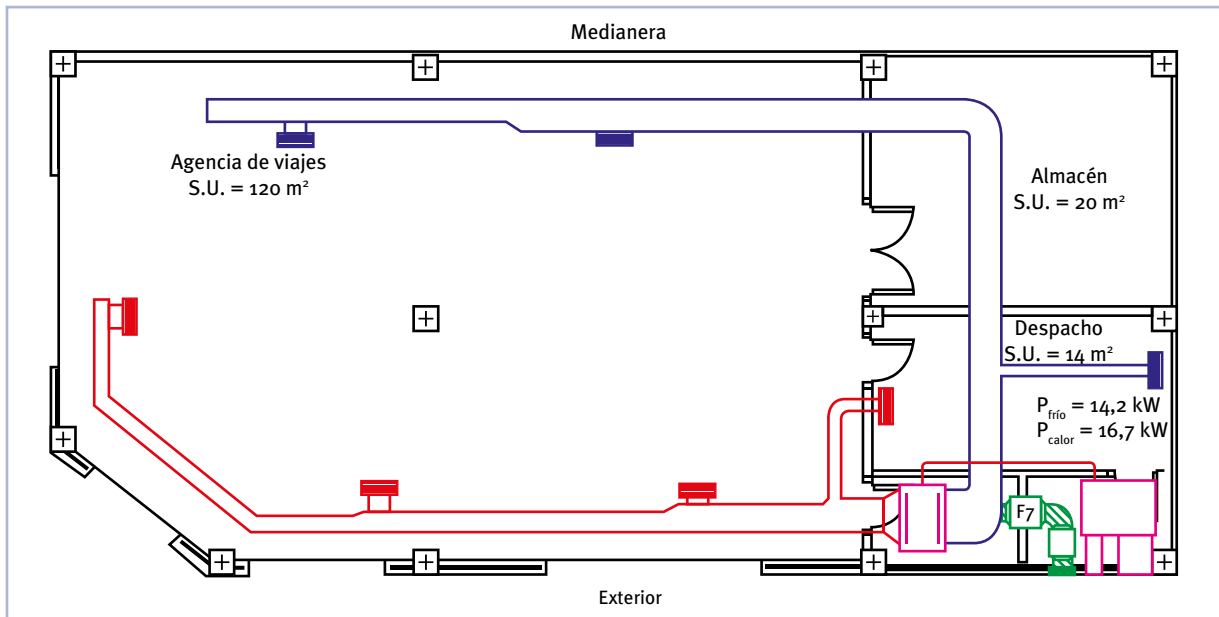 Medianera
Agencia de viajes
S.U. = 120 m²
Almacén
S.U. = 20 m²
Despacho
S.U. = 14 m²
P_frío = 14,2 kW
P_calor = 16,7 kW
F7
Exterior